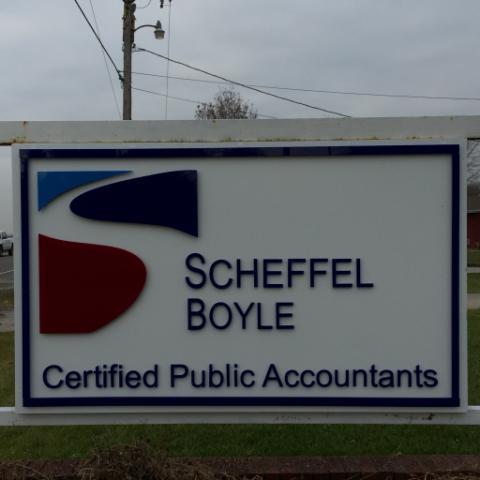 SCHEFFEL
BOYLE
Certified Public Accountants